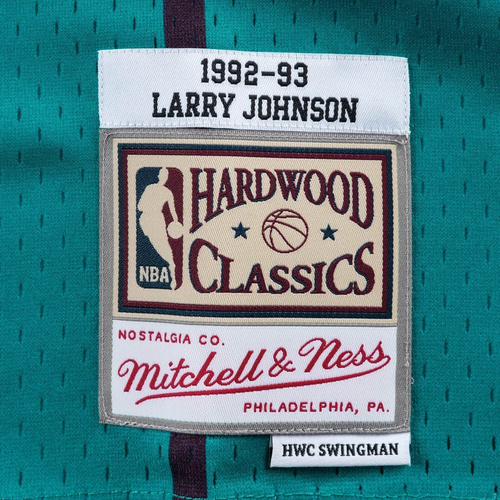 1992-93
LARRY JOHNSON
HARDWOOD
CLASSICS
NBA
NOSTALGIA CO.
Mitchell & Ness
PHILADELPHIA, PA.
HWC SWINGMAN